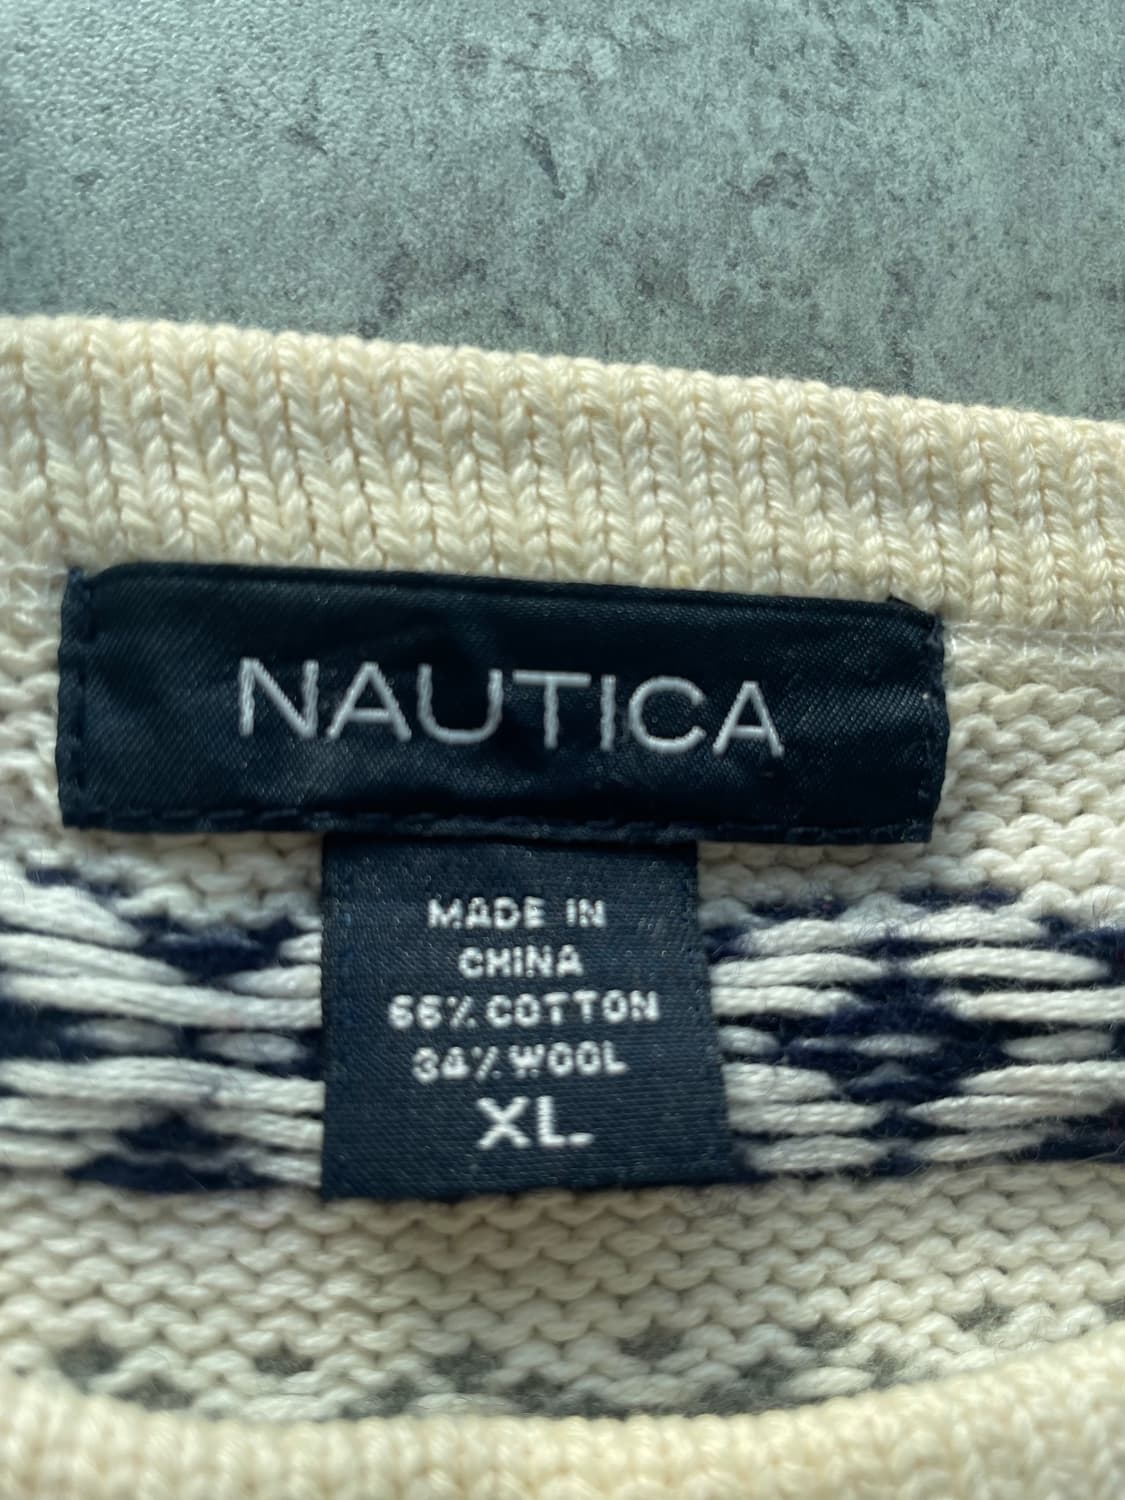 NAUTICA
MADE IN
CHINA
66% COTTON
34% WOOL
XL